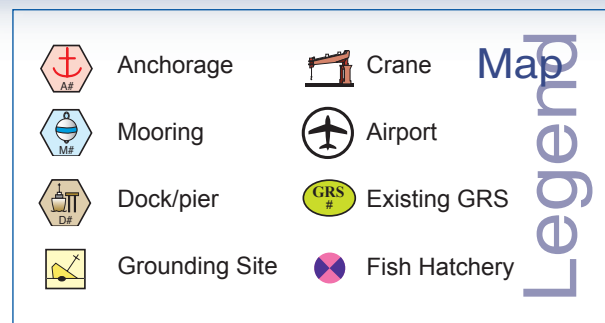 Map
Legend
A#
Anchorage
Crane
M#
Mooring
Airport
D#
Dock/pier
GRS
#
Existing GRS
Grounding Site
Fish Hatchery